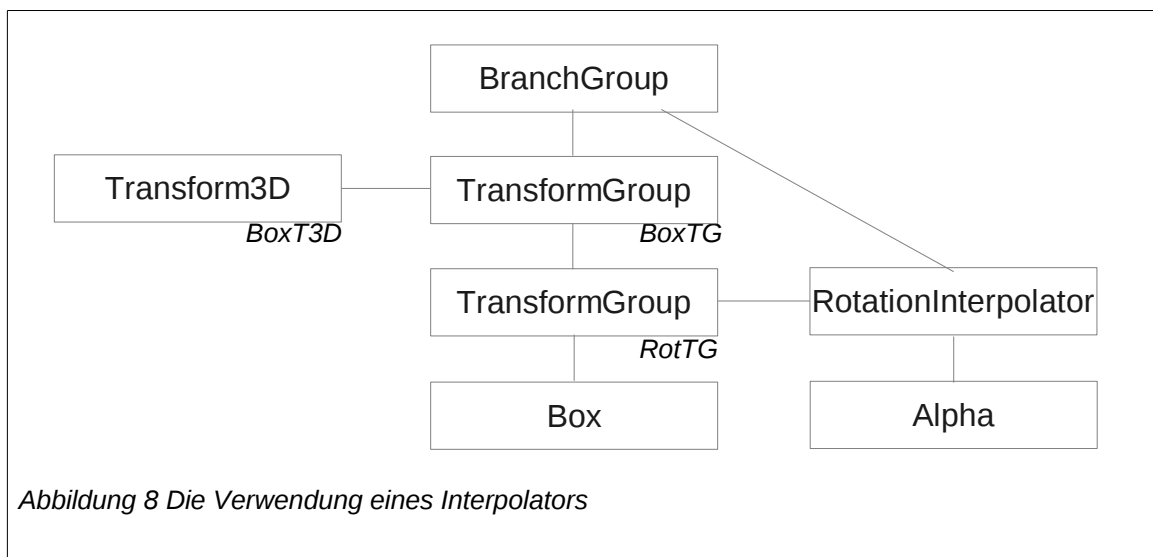 BranchGroup
Transform3D
TransformGroup
BoxT3D
BoxTG
TransformGroup
RotationInterpolator
RotTG
Box
Alpha
Abbildung 8 Die Verwendung eines Interpolators